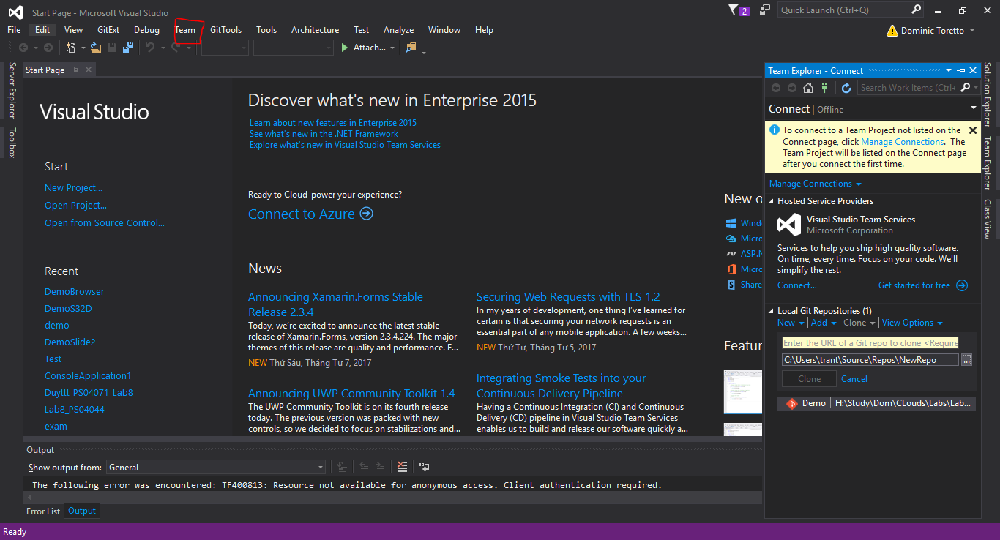 Start Page - Microsoft Visual Studio
2
Quick Launch (Ctrl+Q)
File Edit View GitExt Debug Team GitTools Tools Architecture Test Analyze Window Help
Dominic Toretto
Attach...
Server Explorer
Toolbox
Start Page
Visual Studio
Start
New Project...
Open Project...
Open from Source Control...
Recent
DemoBrowser
DemoS32D
demo
DemoSlide2
Test
ConsoleApplication1
Duyttt_PS04071_Lab8
Lab8_PS04044
exam
Discover what's new in Enterprise 2015
Learn about new features in Enterprise 2015
See what's new in the .NET Framework
Explore what's new in Visual Studio Team Services
Ready to Cloud-power your experience?
Connect to Azure
News
Announcing Xamarin.Forms Stable
Release 2.3.4
Today, we're excited to announce the latest stable
release of Xamarin.Forms, version 2.3.4.224. The major
themes of this release are quality and performance. F...
NEW Thứ Sáu, Tháng Tư 7, 2017
Announcing UWP Community Toolkit 1.4
The UWP Community Toolkit is on its fourth release
today. The previous version was packed with new
controls, so we decided to focus on stabilizations and...
Securing Web Requests with TLS 1.2
In my years of development, one thing I've learned for
certain is that securing your network requests is an
essential part of any mobile application. A few weeks...
NEW Thứ Tư, Tháng Tư 5, 2017
Integrating Smoke Tests into your
Continuous Delivery Pipeline
Having a Continuous Integration (CI) and Continuous
Delivery (CD) pipeline in Visual Studio Team Services
enables us to build and release our software quickly a...
New o
Wind
Micro
ASP.N
Micro
Share
Featur
Team Explorer - Connect
Search Work Items (Ctrl+
Connect | Offline
To connect to a Team Project not listed on the
Connect page, click Manage Connections. The
Team Project will be listed on the Connect page
after you connect the first time.
Manage Connections
Hosted Service Providers
Visual Studio Team Services
Microsoft Corporation
Services to help you ship high quality software.
On time, every time. Focus on your code. We'll
simplify the rest.
Connect... Get started for free
Local Git Repositories (1)
New | Add | Clone | View Options
Enter the URL of a Git repo to clone <Require
C:\Users\trant\Source\Repos\NewRepo ...
Clone Cancel
Demo | H:\Study\Dom\CLouds\Labs\Lab...
Solution Explorer
Team Explorer
Class View
Output
Show output from: General
The following error was encountered: TF400813: Resource not available for anonymous access. Client authentication required.
Error List Output
Ready